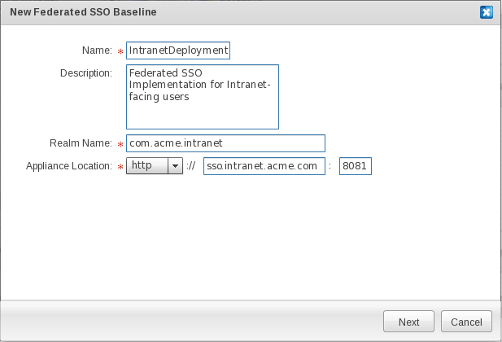 New Federated SSO Baseline
Name: * IntranetDeployment
Description: Federated SSO
Implementation for Intranet-
facing users
Realm Name: * com.acme.intranet
Appliance Location: * http :// sso.intranet.acme.com : 8081
Next Cancel